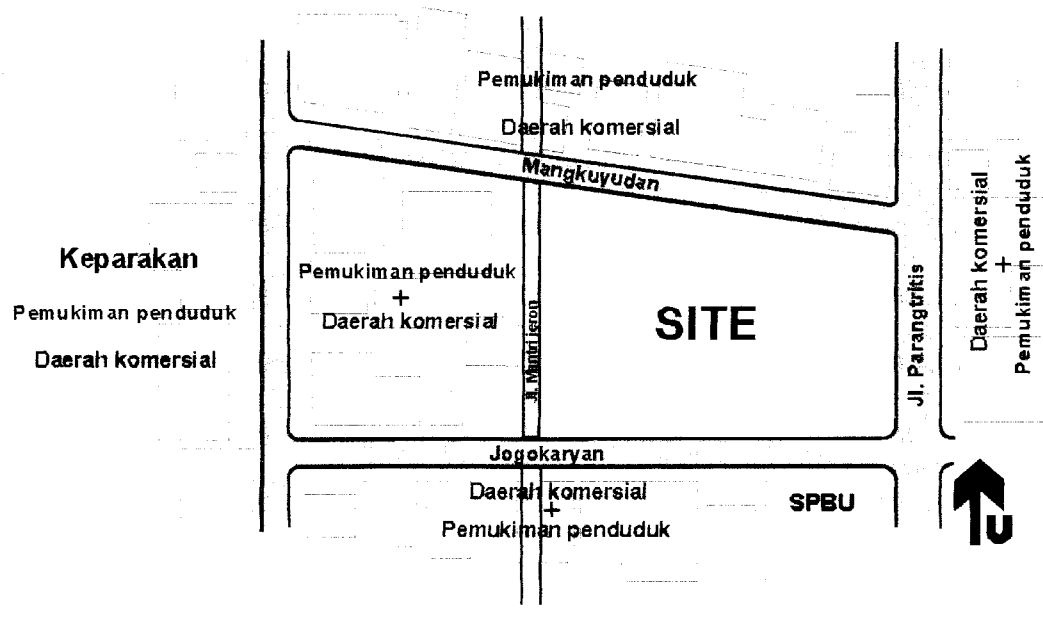 Pemukiman penduduk
Daerah komersial
Mangkuyudan
Keparakan
Pemukiman penduduk
Daerah komersial
Pemukiman penduduk
+
Daerah komersial
Jl. Mantrijeron
SITE
Jl. Parangtritis
Daerah komersial
+
Pemukiman penduduk
Jogokaryan
Daerah komersial
+
Pemukiman penduduk
SPBU
U